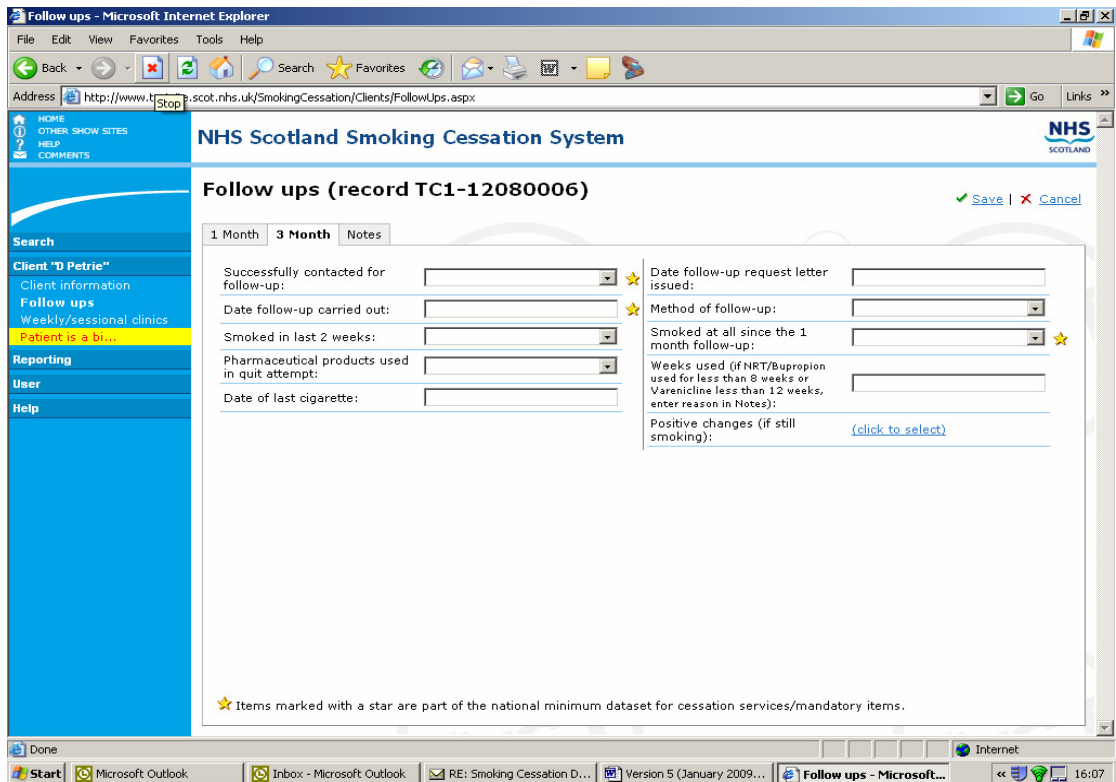 Follow ups - Microsoft Internet Explorer
File Edit View Favorites Tools Help
Back Search Favorites
Address http://www.t .scot.nhs.uk/SmokingCessation/Clients/FollowUps.aspx Go Links »
Stop
HOME
OTHER SHOW SITES
HELP
COMMENTS
NHS Scotland Smoking Cessation System
NHS
SCOTLAND
Follow ups (record TC1-12080006)
Save | Cancel
1 Month 3 Month Notes
Search
Client "D Petrie"
Client information
Follow ups
Weekly/sessional clinics
Patient is a bi...
Reporting
User
Help
Successfully contacted for
follow-up:
Date follow-up carried out:
Smoked in last 2 weeks:
Pharmaceutical products used
in quit attempt:
Date of last cigarette:
Date follow-up request letter
issued:
Method of follow-up:
Smoked at all since the 1
month follow-up:
Weeks used (if NRT/Bupropion
used for less than 8 weeks or
Varenicline less than 12 weeks,
enter reason in Notes):
Positive changes (if still
smoking):
(click to select)
Items marked with a star are part of the national minimum dataset for cessation services/mandatory items.
Done Internet
Start Microsoft Outlook Inbox - Microsoft Outlook RE: Smoking Cessation D... Version 5 (January 2009... Follow ups - Microsoft... « 16:07